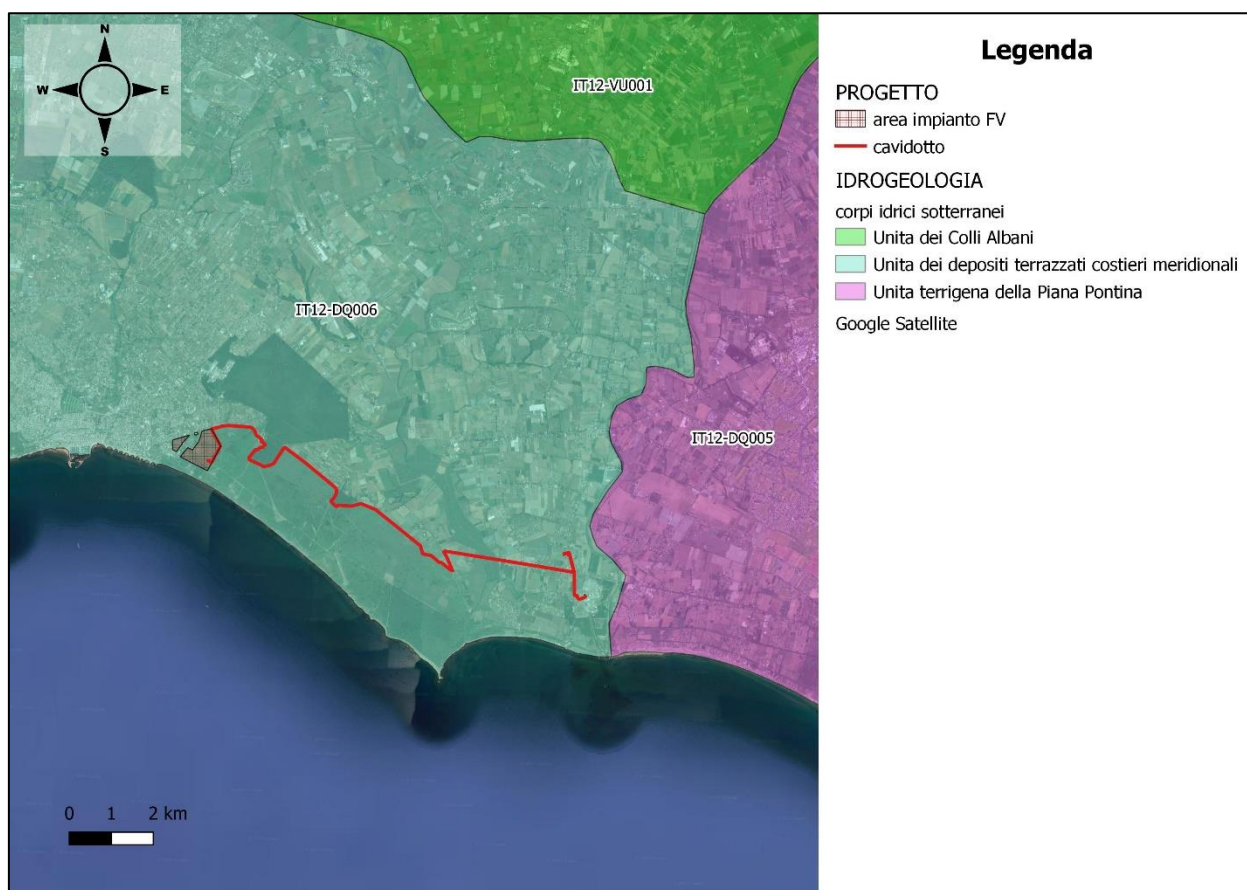 N
W
E
S
IT12-VU001
IT12-DQ006
IT12-DQ005
0 1 2 km
Legenda
PROGETTO
area impianto FV
cavidotto
IDROGEOLOGIA
corpi idrici sotterranei
Unita dei Colli Albani
Unita dei depositi terrazzati costieri meridionali
Unita terrigena della Piana Pontina
Google Satellite